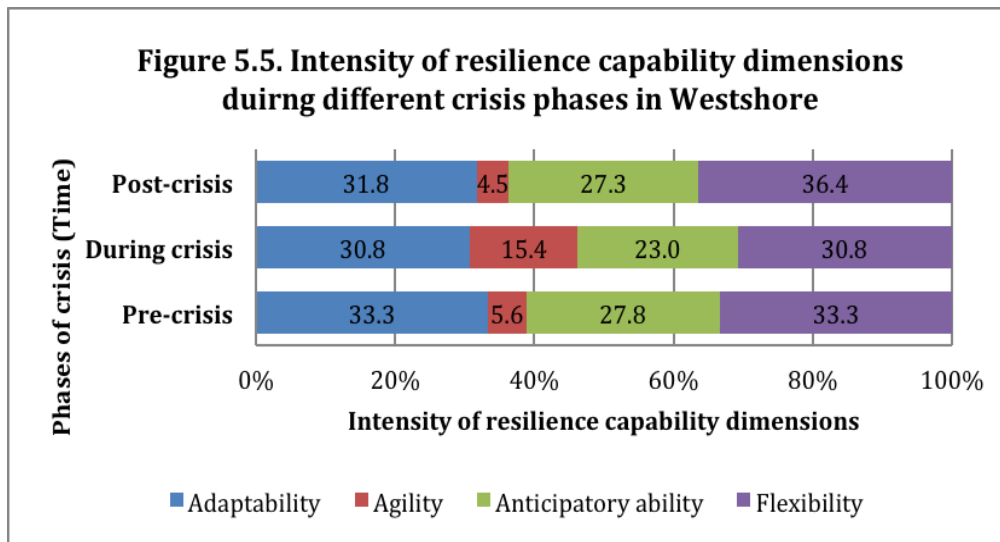 Figure 5.5. Intensity of resilience capability dimensions
duirng different crisis phases in Westshore
Phases of crisis (Time)
Post-crisis 31.8 4.5 27.3 36.4
During crisis 30.8 15.4 23.0 30.8
Pre-crisis 33.3 5.6 27.8 33.3
0% 20% 40% 60% 80% 100%
Intensity of resilience capability dimensions
Adaptability Agility Anticipatory ability Flexibility